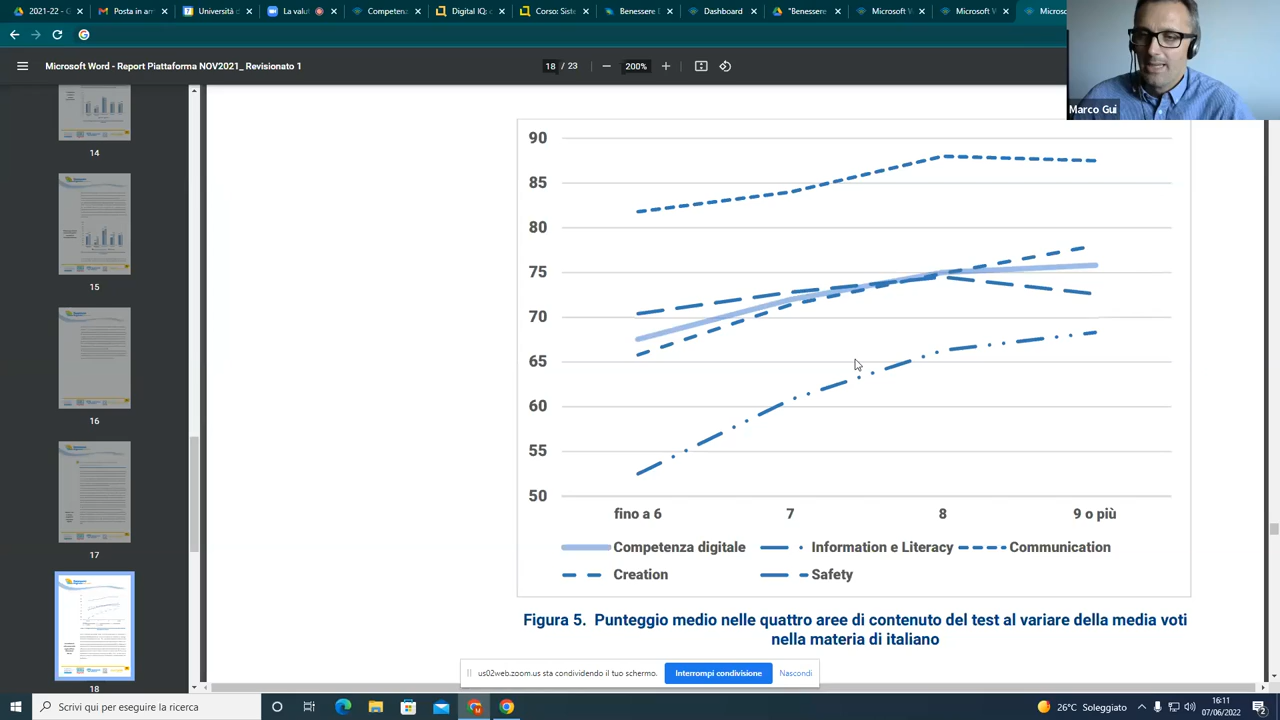 2021-22 - C
Posta in arr
Università d
La valut
Competenz
Digital IQ:
Corso: Siste
Benessere D
Dashboard
"Benessere
Microsoft W
Microsoft W
Microso
Microsoft Word - Report Piattaforma NOV2021_ Revisionato 1
18 / 23
200%
Marco Gui
14
15
16
17
18
90
85
80
75
70
65
60
55
50
fino a 6
7
8
9 o più
Competenza digitale
Information e Literacy
Communication
Creation
Safety
Figura 5. Punteggio medio nelle quattro aree di contenuto del test al variare della media voti
nella materia di italiano
us02web.zoom.us sta condividendo il tuo schermo.
Interrompi condivisione
Nascondi
Scrivi qui per eseguire la ricerca
26°C Soleggiato
16:11
07/06/2022
2